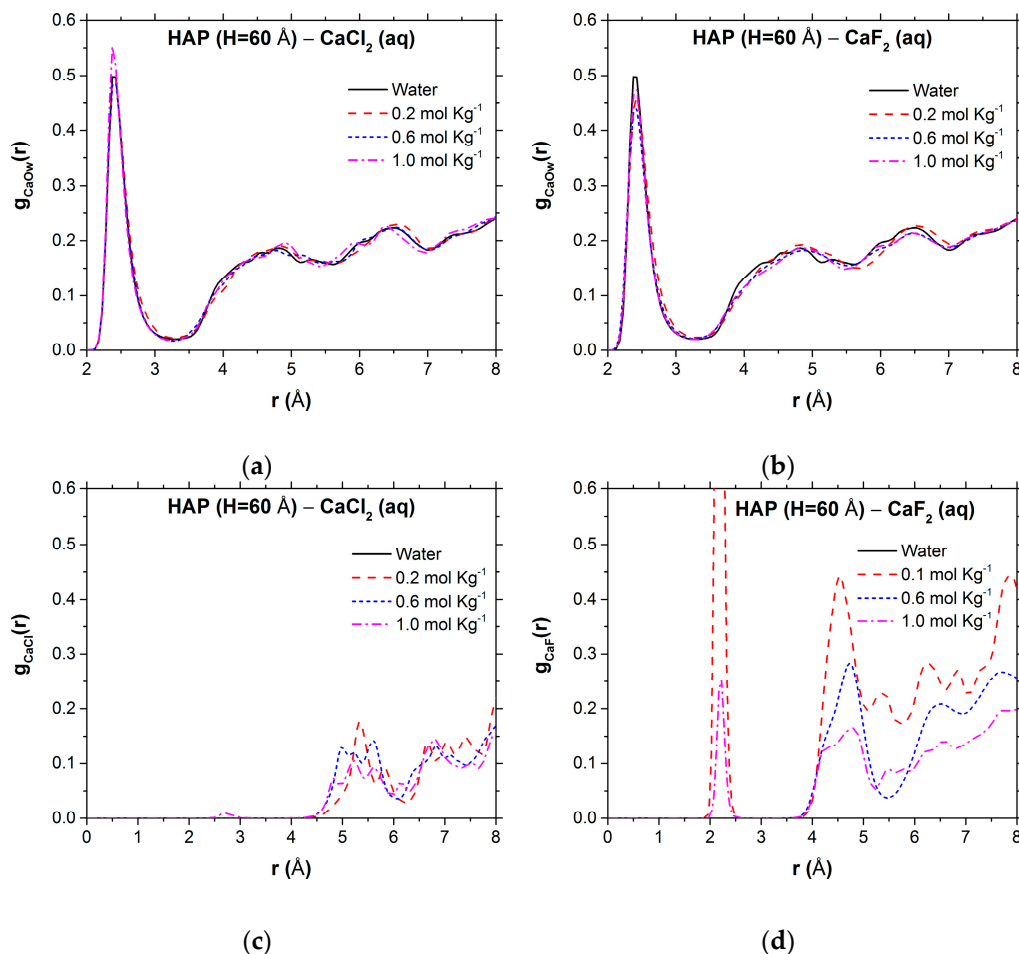 HAP (H=60 Å) – CaCl2 (aq)
Water
0.2 mol Kg-1
0.6 mol Kg-1
1.0 mol Kg-1
gCaOw(r)
0.6
0.5
0.4
0.3
0.2
0.1
0.0
2 3 4 5 6 7 8
r (Å)
(a)
HAP (H=60 Å) – CaF2 (aq)
Water
0.2 mol Kg-1
0.6 mol Kg-1
1.0 mol Kg-1
gCaOw(r)
0.6
0.5
0.4
0.3
0.2
0.1
0.0
2 3 4 5 6 7 8
r (Å)
(b)
HAP (H=60 Å) – CaCl2 (aq)
Water
0.2 mol Kg-1
0.6 mol Kg-1
1.0 mol Kg-1
gCaCl(r)
0.6
0.5
0.4
0.3
0.2
0.1
0.0
0 1 2 3 4 5 6 7 8
r (Å)
(c)
HAP (H=60 Å) – CaF2 (aq)
Water
0.1 mol Kg-1
0.6 mol Kg-1
1.0 mol Kg-1
gCaF(r)
0.6
0.5
0.4
0.3
0.2
0.1
0.0
0 1 2 3 4 5 6 7 8
r (Å)
(d)